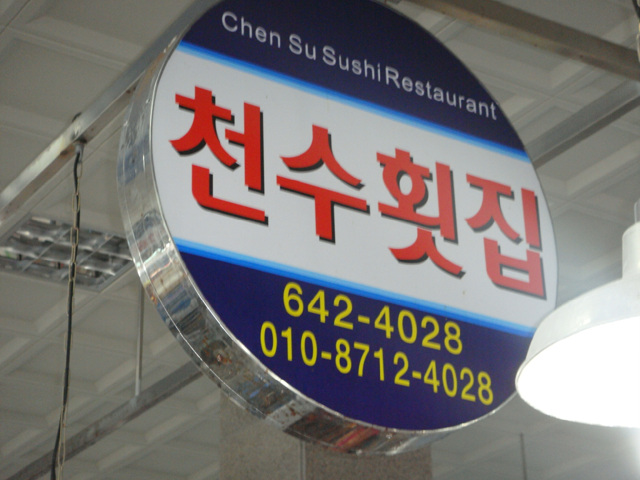 Chen Su Sushi Restaurant
천수횟집
642-4028
010-8712-4028